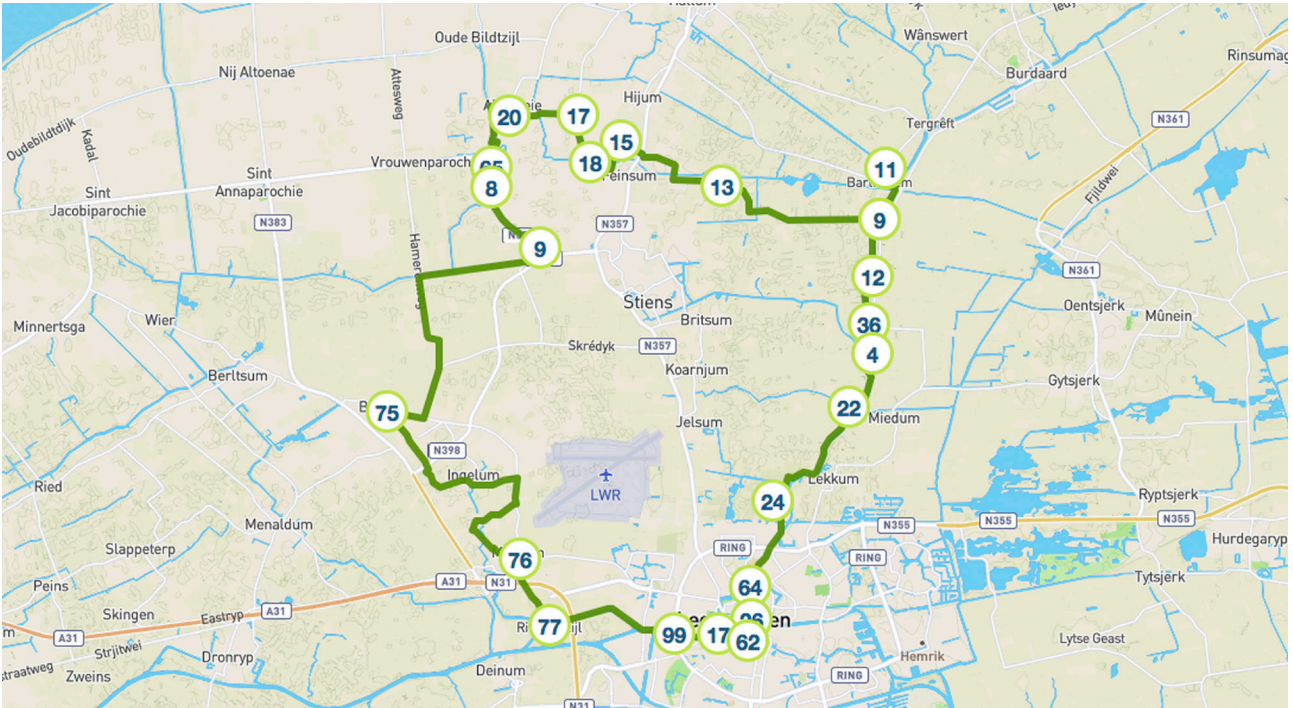 Oude Bildtzijl
Wânswert
Nij Altoenae
Burdaard
Attesweg
Hijum
Oudebildtdijk
Kadal
20
17
N361
Tergrêft
15
Vrouwenparoch
18
11
8
Feinsum
13
Sint
Annaparochie
Sint
Jacobiparochie
Fjildwei
N383
N357
9
9
N361
12
Stiens
Oentsjerk
Mûnein
Minnertsga
Wier
Britsum
36
Skrédyk
N357
4
Koarnjum
Berltsum
Gytsjerk
75
22
Miedum
Jelsum
N398
Ingelum
LWR
Lekkum
Ried
24
Ryptsjerk
Menaldum
N355
N355
N355
Hurdegaryp
Slappeterp
RING
RING
76
Tytsjerk
Peins
A31
N31
64
Skingen
Eastryp
A31
77
99
17
62
A31
Strjitwei
Lytse Geast
Dronryp
Hemrik
Deinum
straatweg
Zweins
RING
N31